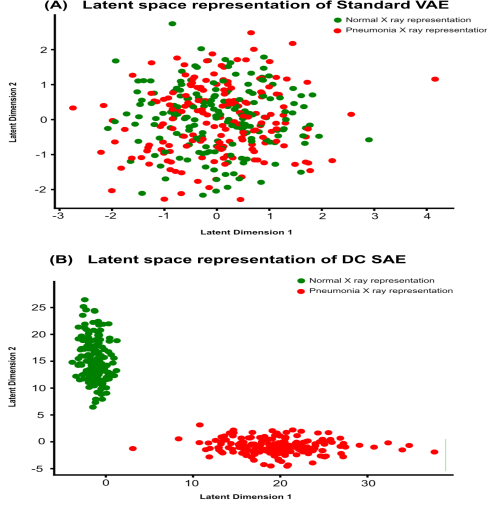 (A) Latent space representation of Standard VAE
Normal X ray representation
Pneumonia X ray representation
2
1
0
-1
-2
Latent Dimension 2
-3 -2 -1 0 1 2 3 4
Latent Dimension 1
(B) Latent space representation of DC SAE
Normal X ray representation
Pneumonia X ray representation
25
20
15
10
5
0
-5
Latent Dimension 2
0 10 20 30
Latent Dimension 1